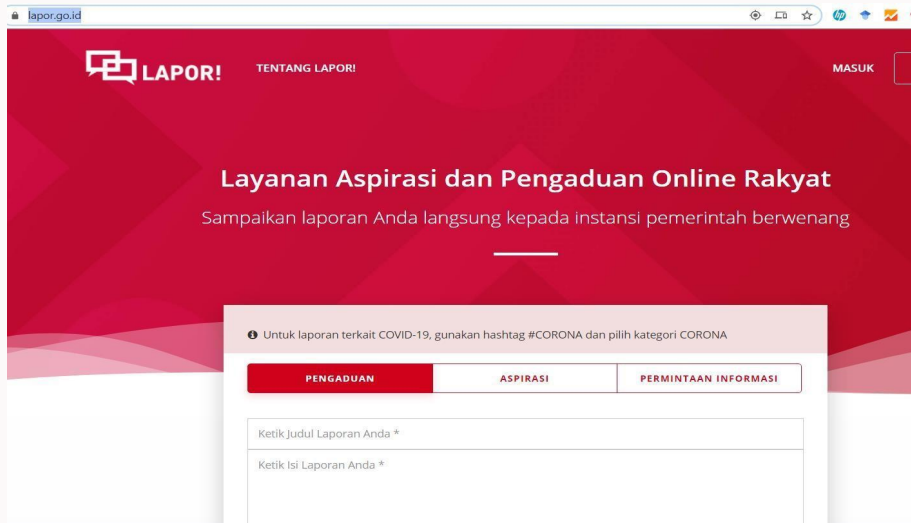 lapor.go.id
LAPOR!
TENTANG LAPOR!
MASUK
Layanan Aspirasi dan Pengaduan Online Rakyat
Sampaikan laporan Anda langsung kepada instansi pemerintah berwenang
Untuk laporan terkait COVID-19, gunakan hashtag #CORONA dan pilih kategori CORONA
PENGADUAN
ASPIRASI
PERMINTAAN INFORMASI
Ketik Judul Laporan Anda *
Ketik Isi Laporan Anda *